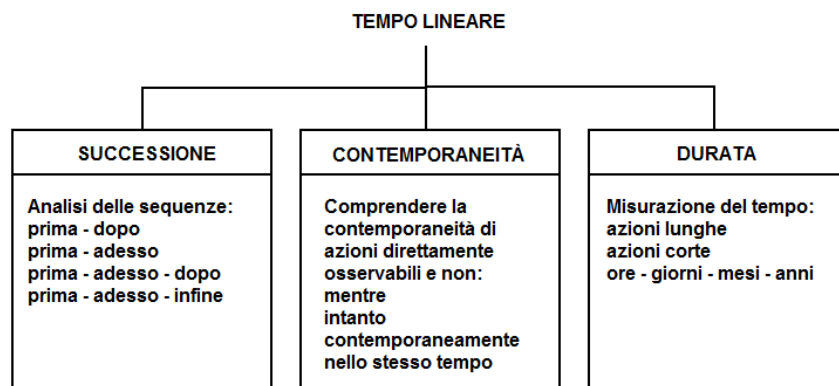 TEMPO LINEARE
SUCCESSIONE
Analisi delle sequenze:
prima - dopo
prima - adesso
prima - adesso - dopo
prima - adesso - infine
CONTEMPORANEITÀ
Comprendere la
contemporaneità di
azioni direttamente
osservabili e non:
mentre
intanto
contemporaneamente
nello stesso tempo
DURATA
Misurazione del tempo:
azioni lunghe
azioni corte
ore - giorni - mesi - anni